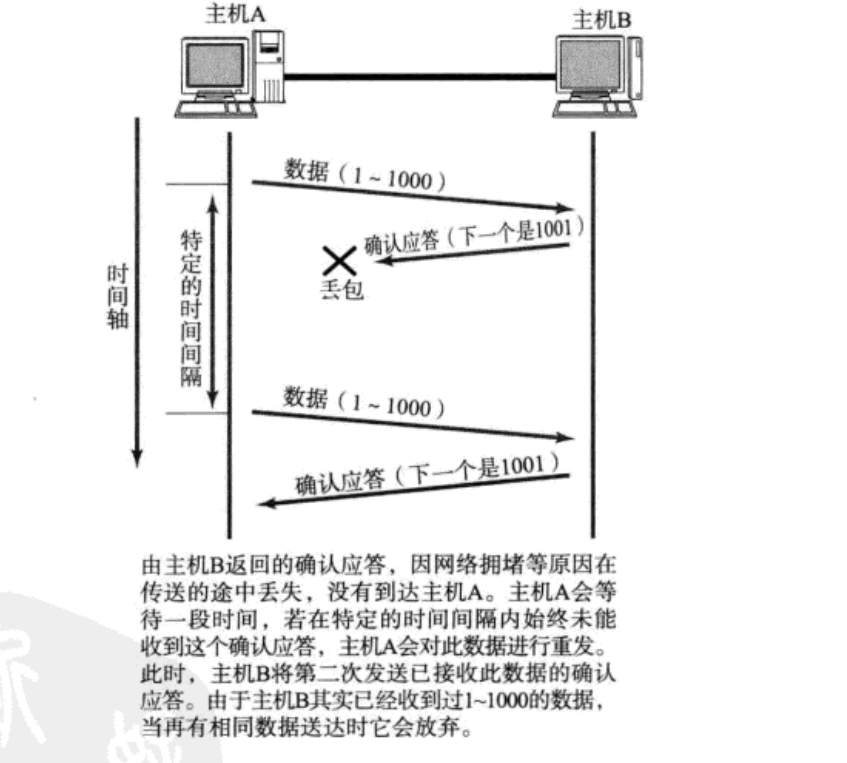 主机A
主机B
数据（1~1000）
确认应答（下一个是1001）
丢包
特定的时间间隔
时间轴
数据（1~1000）
确认应答（下一个是1001）
由主机B返回的确认应答，因网络拥堵等原因在
传送的途中丢失，没有到达主机A。主机A会等
待一段时间，若在特定的时间间隔内始终未能
收到这个确认应答，主机A会对此数据进行重发。
此时，主机B将第二次发送已接收此数据的确认
应答。由于主机B其实已经收到过1~1000的数据，
当再有相同数据送达时它会放弃。